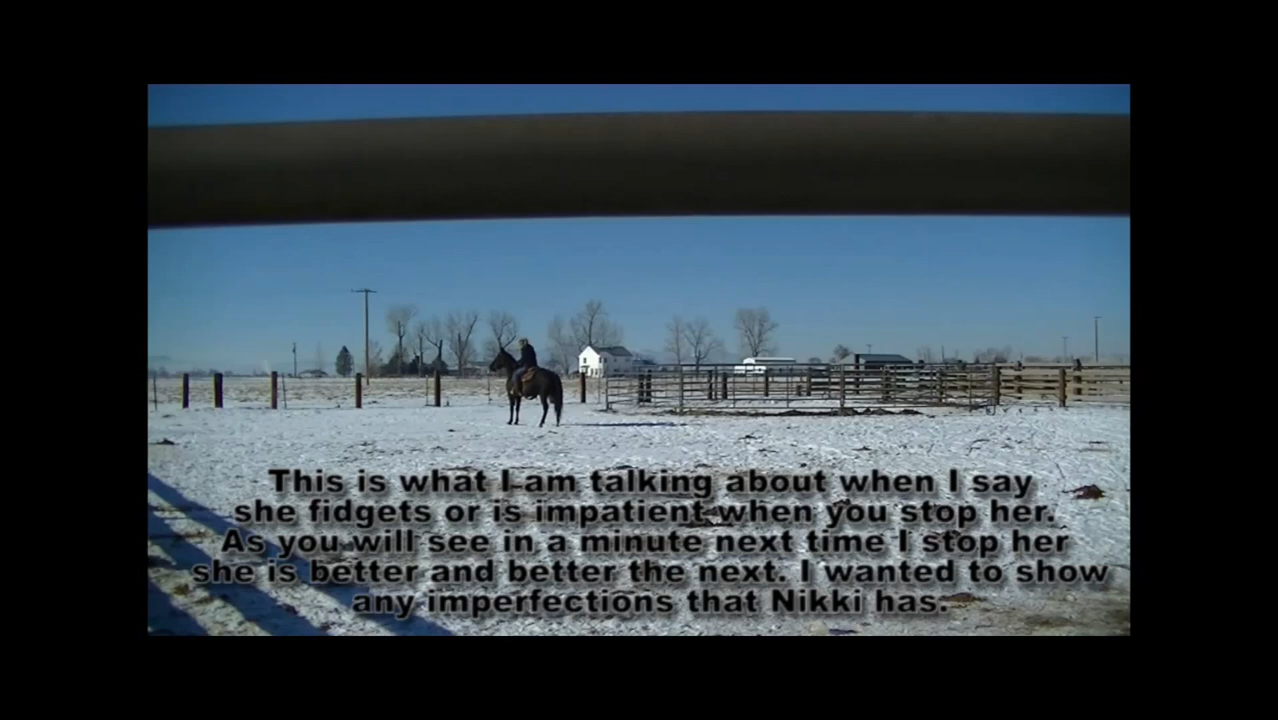 This is what I am talking about when I say
she fidgets or is impatient when you stop her.
As you will see in a minute next time I stop her
she is better and better the next. I wanted to show
any imperfections that Nikki has.